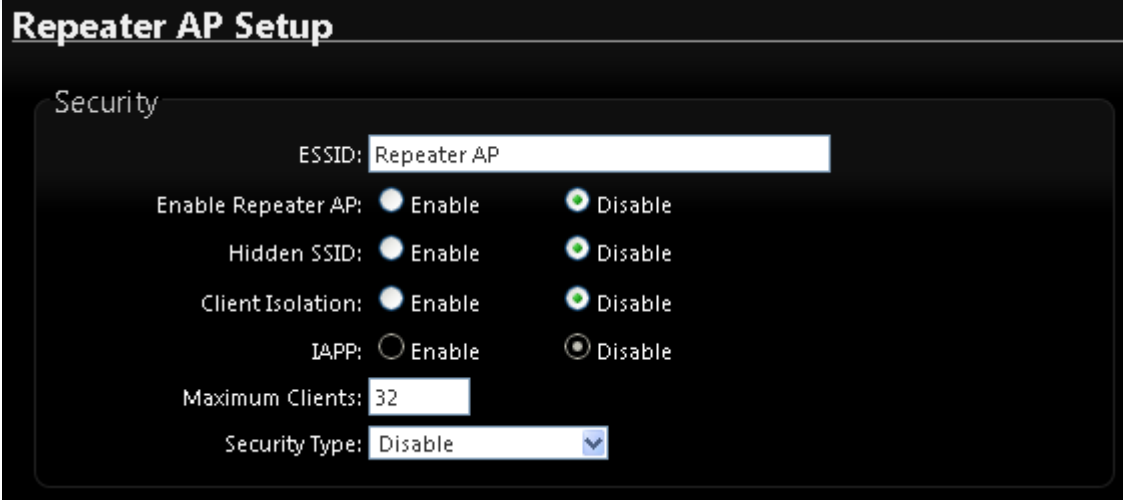 Repeater AP Setup
Security
ESSID: Repeater AP
Enable Repeater AP: Enable Disable
Hidden SSID: Enable Disable
Client Isolation: Enable Disable
IAPP: Enable Disable
Maximum Clients: 32
Security Type: Disable